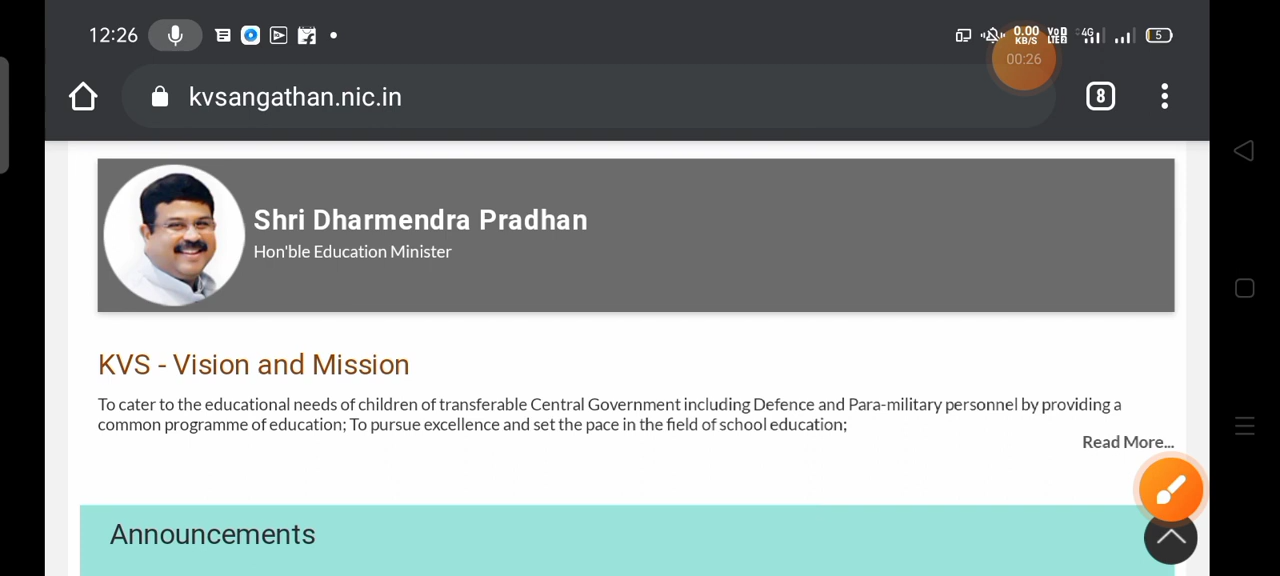 12:26
0.00
KB/S
4G
5
00:26
kvsangathan.nic.in
8
Shri Dharmendra Pradhan
Hon'ble Education Minister
KVS - Vision and Mission
To cater to the educational needs of children of transferable Central Government including Defence and Para-military personnel by providing a
common programme of education; To pursue excellence and set the pace in the field of school education;
Read More...
Announcements